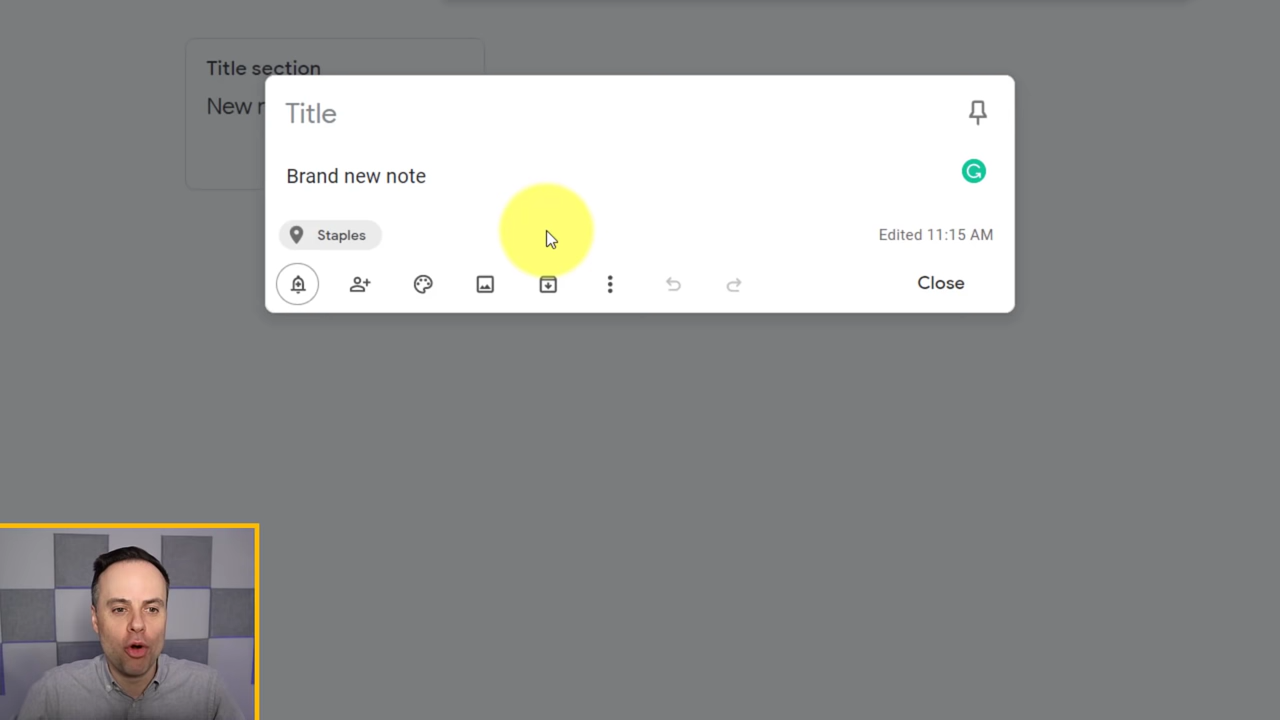 Title section
New
Title
Brand new note
Staples
Edited 11:15 AM
Close